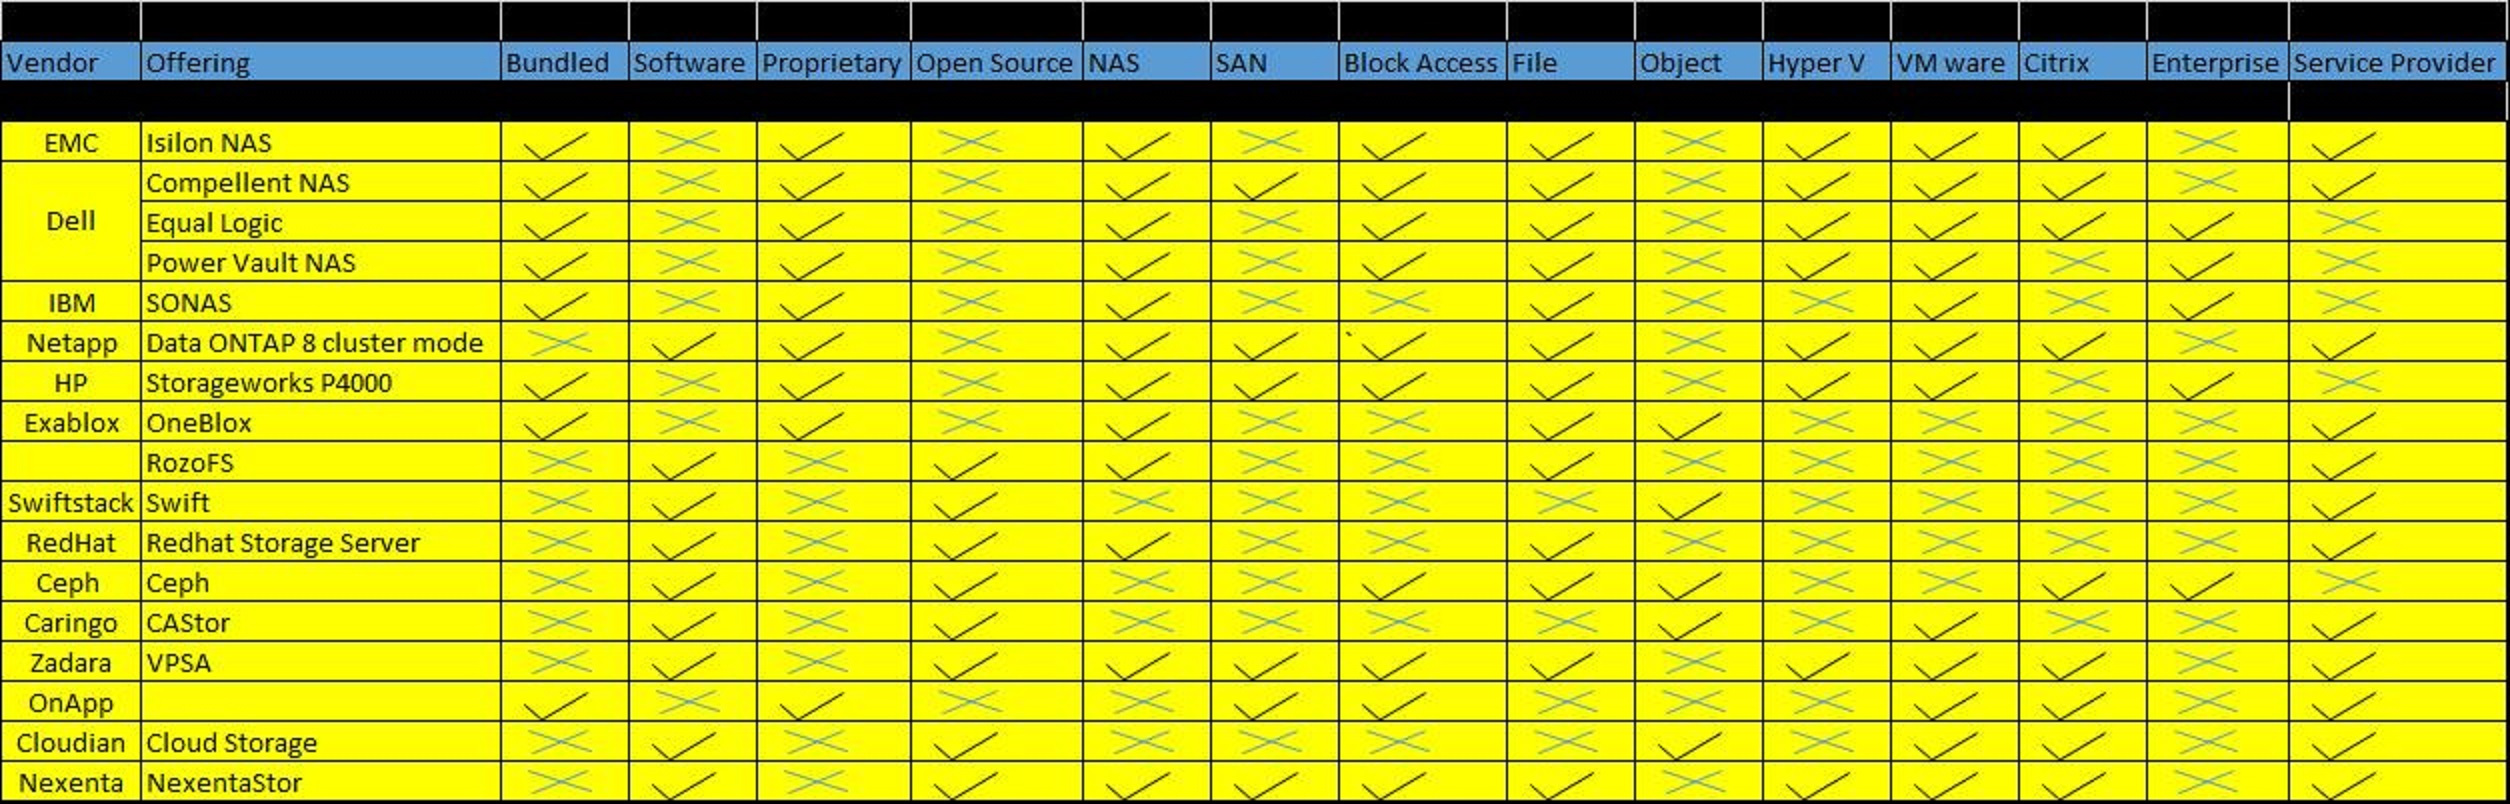 Vendor Offering Bundled Software Proprietary Open Source NAS SAN Block Access File Object Hyper V VM ware Citrix Enterprise Service Provider
EMC Isilon NAS
Dell Compellent NAS
Equal Logic
Power Vault NAS
IBM SONAS
Netapp Data ONTAP 8 cluster mode `
HP Storageworks P4000
Exablox OneBlox
RozoFS
Swiftstack Swift
RedHat Redhat Storage Server
Ceph Ceph
Caringo CAStor
Zadara VPSA
OnApp
Cloudian Cloud Storage
Nexenta NexentaStor